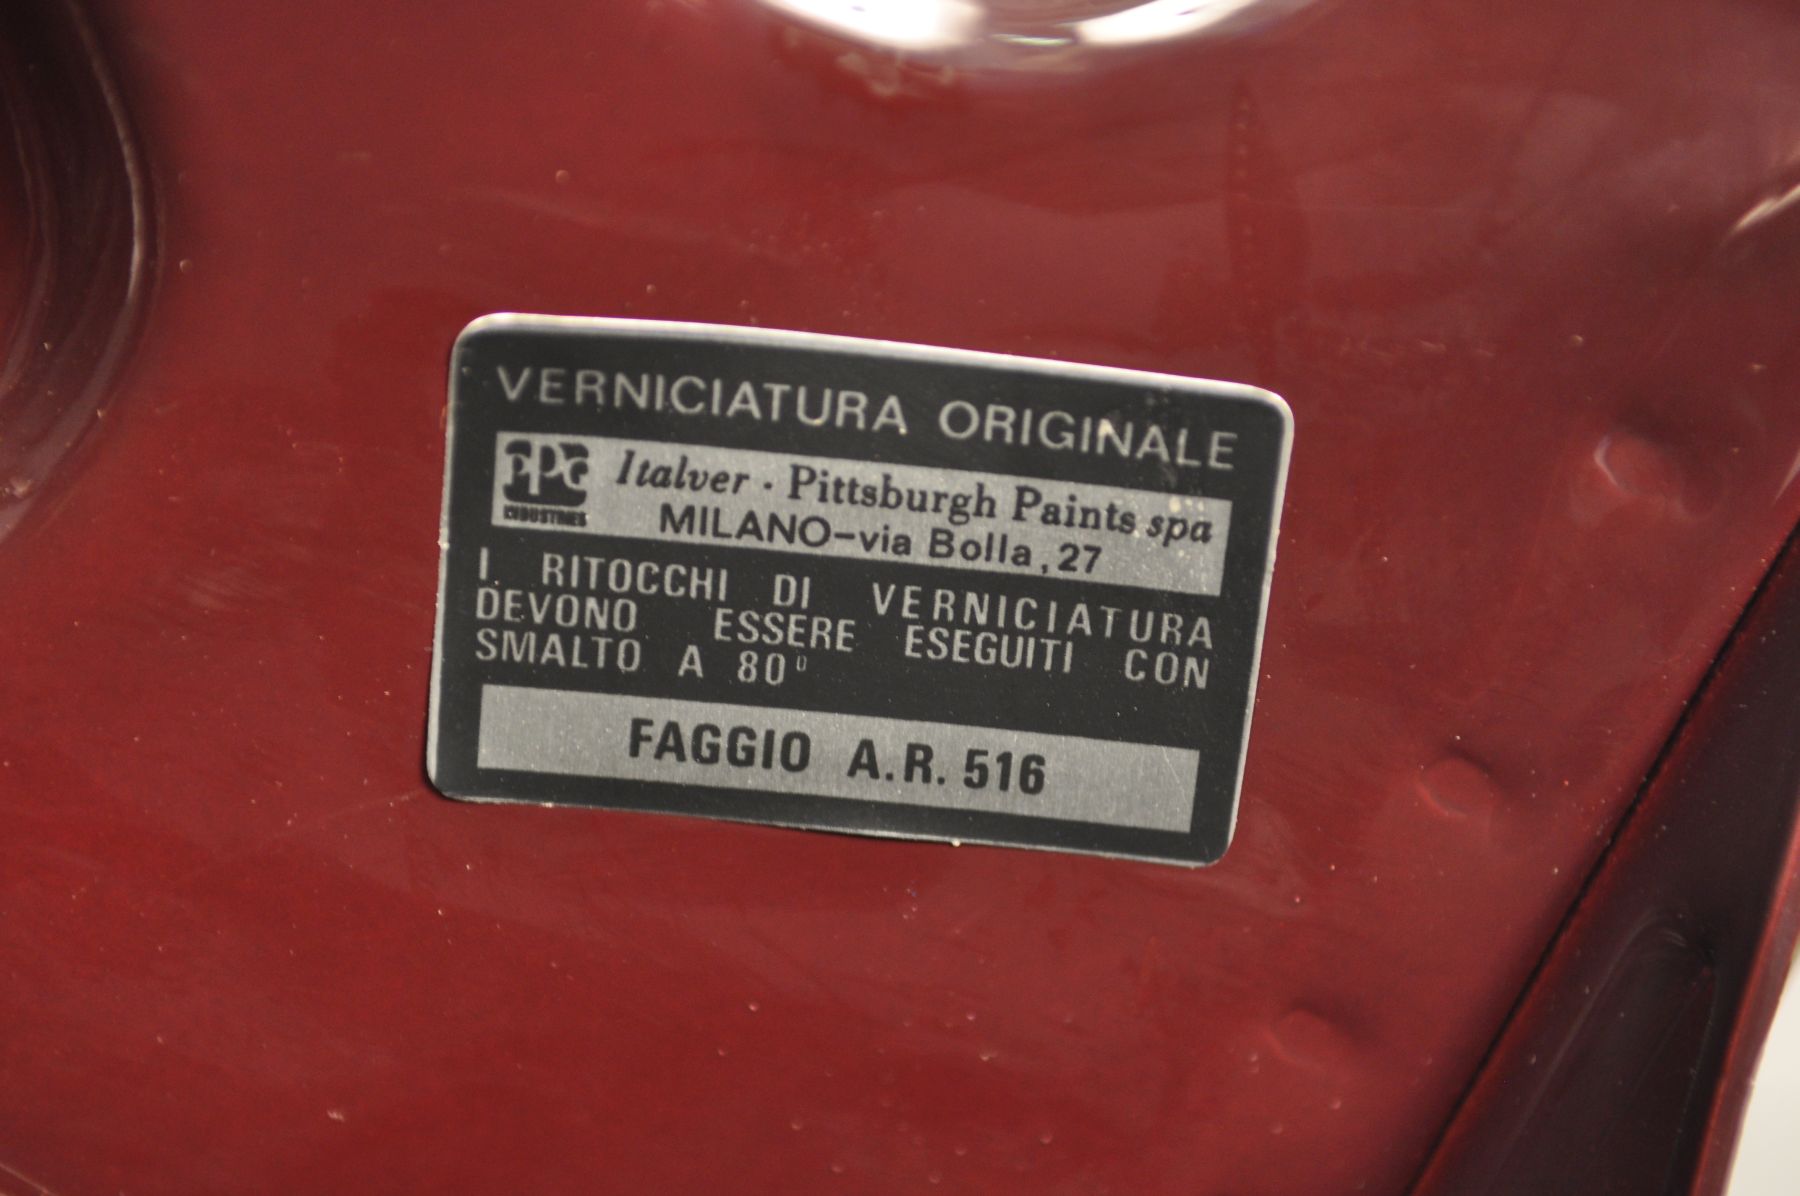 VERNICIATURA ORIGINALE
PPG INDUSTRIES
Italver - Pittsburgh Paints spa
MILANO-via Bolla, 27
I RITOCCHI DI VERNICIATURA
DEVONO ESSERE ESEGUITI CON
SMALTO A 80°
FAGGIO A.R. 516